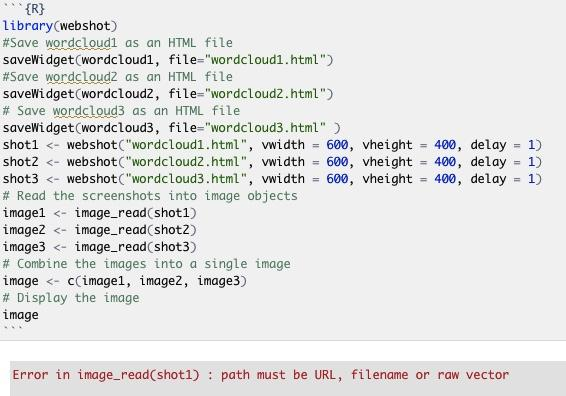 ```{R}
library(webshot)
#Save wordcloud1 as an HTML file
saveWidget(wordcloud1, file="wordcloud1.html")
#Save wordcloud2 as an HTML file
saveWidget(wordcloud2, file="wordcloud2.html")
# Save wordcloud3 as an HTML file
saveWidget(wordcloud3, file="wordcloud3.html" )
shot1 <- webshot("wordcloud1.html", vwidth = 600, vheight = 400, delay = 1)
shot2 <- webshot("wordcloud2.html", vwidth = 600, vheight = 400, delay = 1)
shot3 <- webshot("wordcloud3.html", vwidth = 600, vheight = 400, delay = 1)
# Read the screenshots into image objects
image1 <- image_read(shot1)
image2 <- image_read(shot2)
image3 <- image_read(shot3)
# Combine the images into a single image
image <- c(image1, image2, image3)
# Display the image
image
```
Error in image_read(shot1) : path must be URL, filename or raw vector